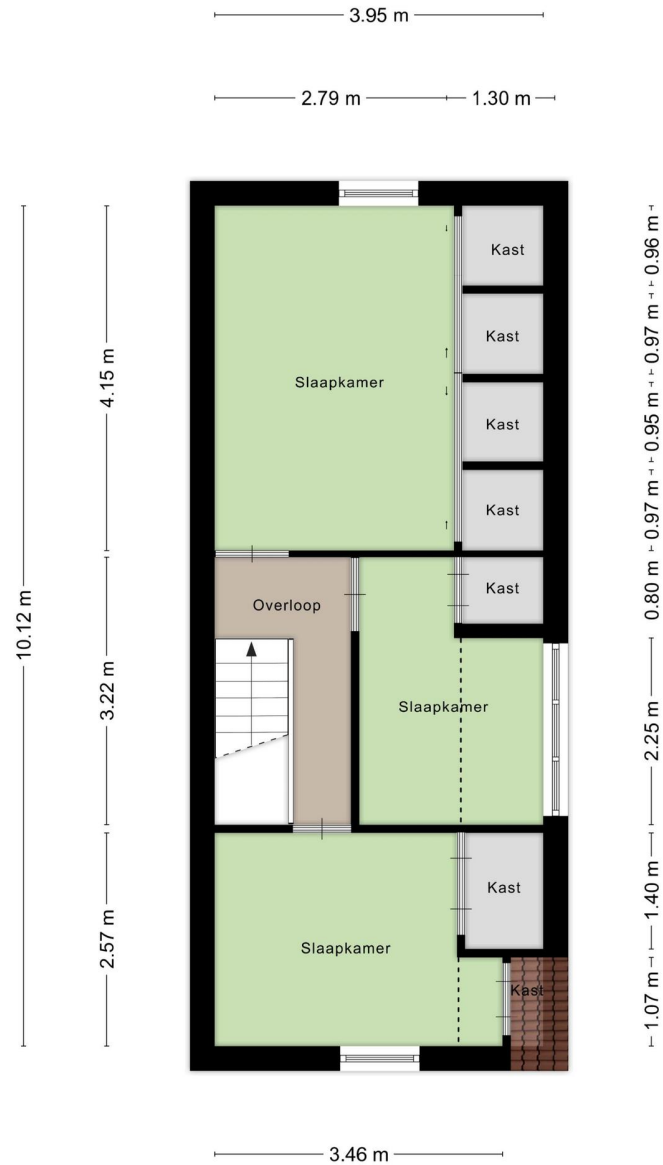 3.95 m
2.79 m
1.30 m
Kast
0.96 m
Kast
0.97 m
4.15 m
Slaapkamer
Kast
0.95 m
Kast
0.97 m
Kast
0.80 m
Overloop
10.12 m
3.22 m
Slaapkamer
2.25 m
Kast
1.40 m
2.57 m
Slaapkamer
Kast
1.07 m
3.46 m